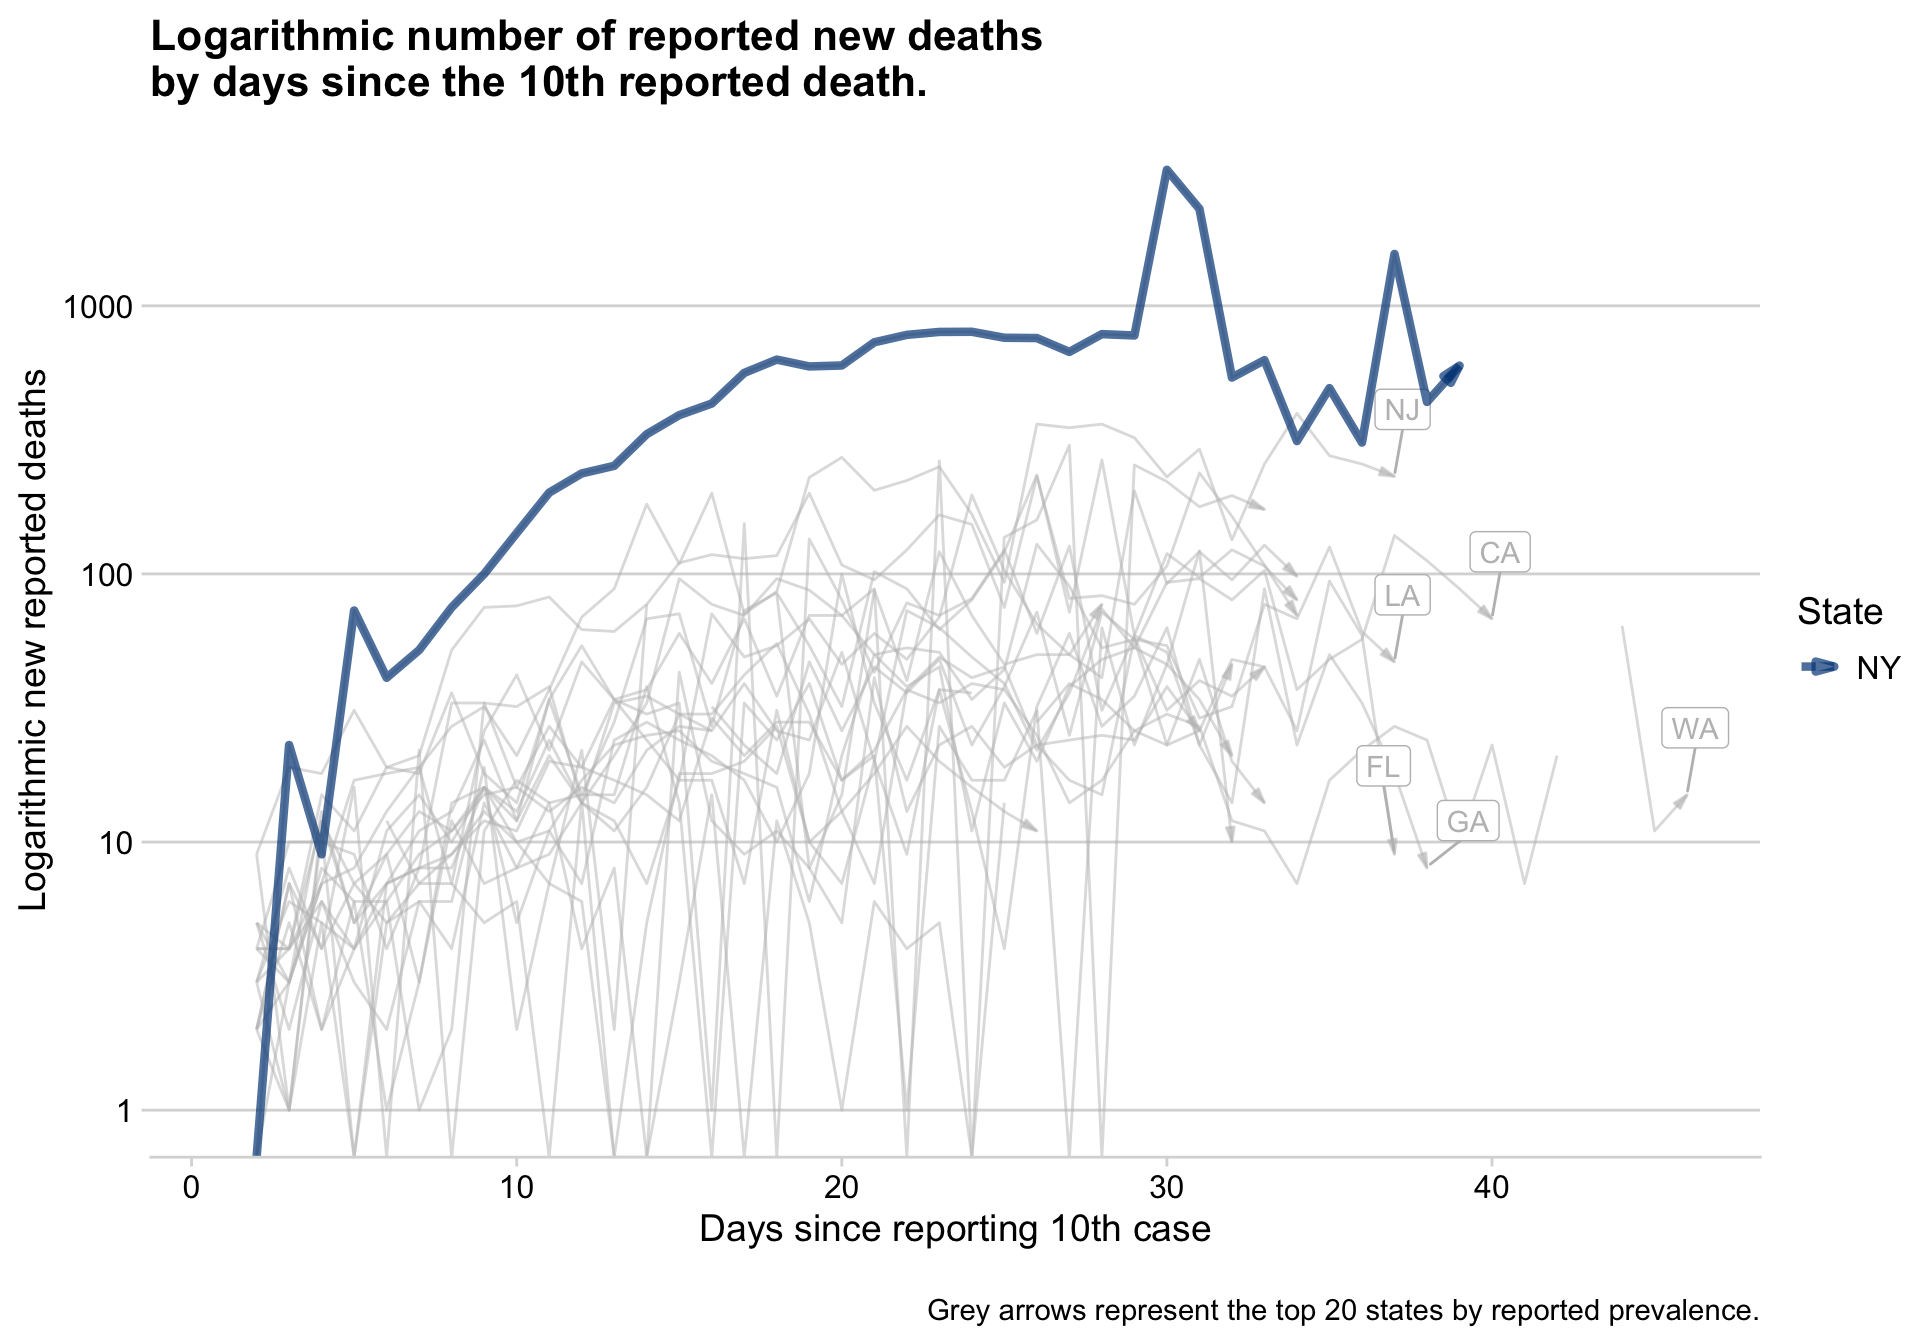 Logarithmic number of reported new deaths
by days since the 10th reported death.
Logarithmic new reported deaths
1000
100
10
1
NJ
CA
LA
WA
FL
GA
State
NY
0
10
20
30
40
Days since reporting 10th case
Grey arrows represent the top 20 states by reported prevalence.